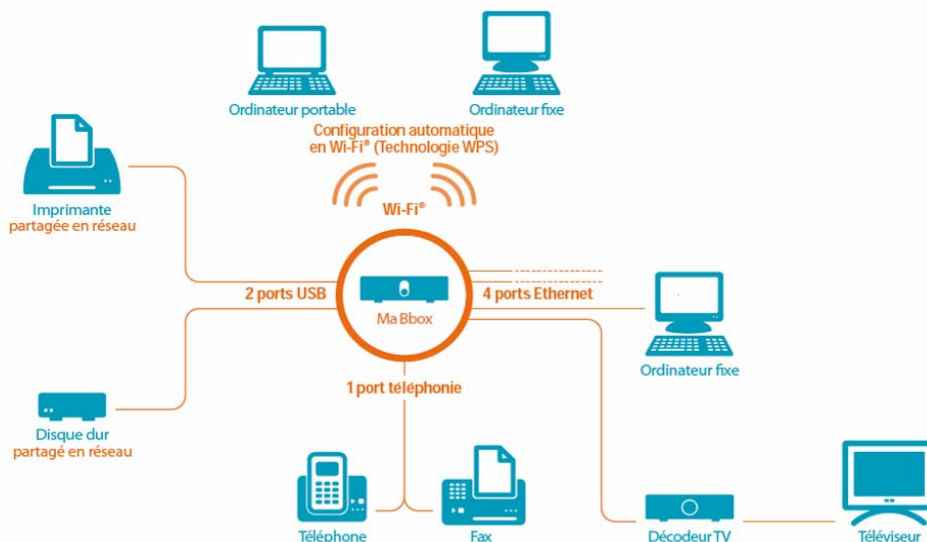 Ordinateur portable
Ordinateur fixe
Configuration automatique
en Wi-Fi® (Technologie WPS)
Wi-Fi®
Imprimante
partagée en réseau
2 ports USB
4 ports Ethernet
Ma Bbox
Ordinateur fixe
1 port téléphonie
Disque dur
partagé en réseau
Téléphone
Fax
Décodeur TV
Téléviseur